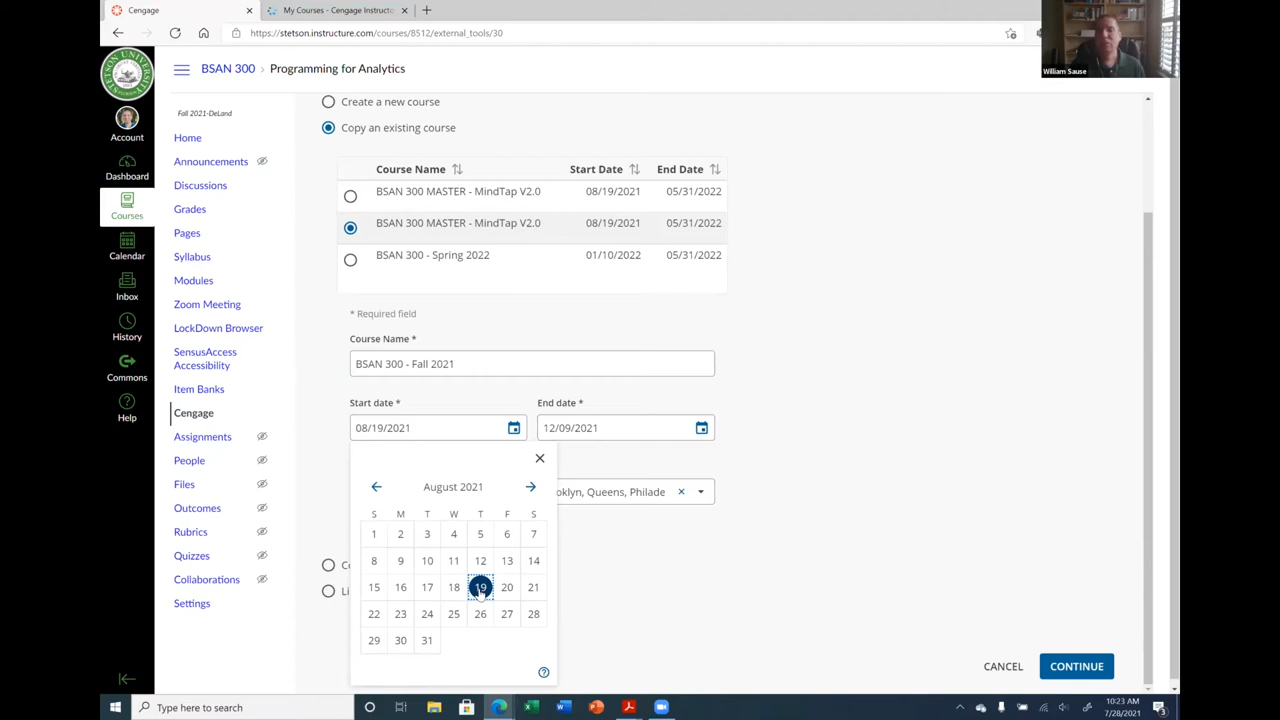 Cengage
My Courses - Cengage Instructo
https://stetson.instructure.com/courses/8512/external_tools/30
William Sause
STETSON UNIVERSITY
BSAN 300 › Programming for Analytics
Account
Dashboard
Courses
Calendar
Inbox
History
Commons
Help
Fall 2021-DeLand
Home
Announcements
Discussions
Grades
Pages
Syllabus
Modules
Zoom Meeting
LockDown Browser
SensusAccess
Accessibility
Item Banks
Cengage
Assignments
People
Files
Outcomes
Rubrics
Quizzes
Collaborations
Settings
Create a new course
Copy an existing course
Course Name Start Date End Date
BSAN 300 MASTER - MindTap V2.0 08/19/2021 05/31/2022
BSAN 300 MASTER - MindTap V2.0 08/19/2021 05/31/2022
BSAN 300 - Spring 2022 01/10/2022 05/31/2022
* Required field
Course Name *
BSAN 300 - Fall 2021
Start date * End date *
08/19/2021 12/09/2021
oklyn, Queens, Philade
August 2021
S M T W T F S
1 2 3 4 5 6 7
8 9 10 11 12 13 14
15 16 17 18 19 20 21
22 23 24 25 26 27 28
29 30 31
C
Li
CANCEL CONTINUE
Type here to search
10:23 AM
7/28/2021
3